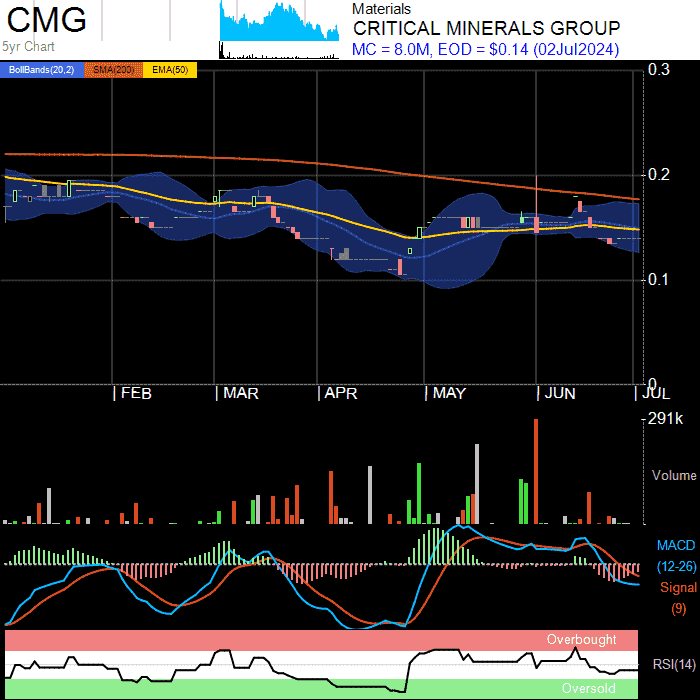 CMG
5yr Chart
Materials
CRITICAL MINERALS GROUP
MC = 8.0M, EOD = $0.14 (02Jul2024)
BollBands(20,2) SMA(200) EMA(50)
0.3
0.2
0.1
0
FEB MAR APR MAY JUN JUL
291k
Volume
MACD
(12-26)
Signal
(9)
Overbought
RSI(14)
Oversold